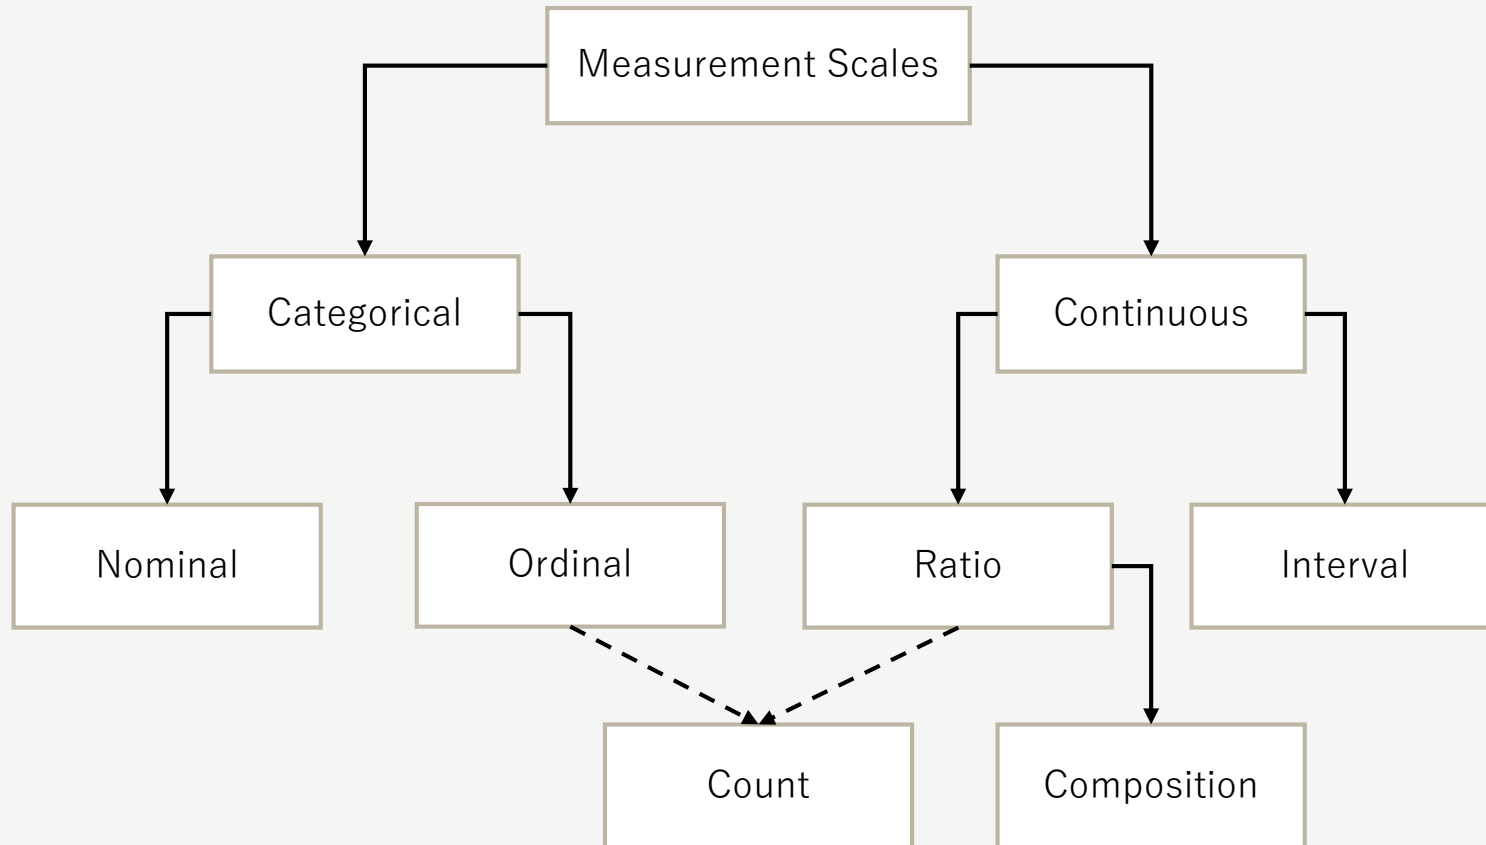 Measurement Scales
Categorical
Continuous
Nominal
Ordinal
Ratio
Interval
Count
Composition